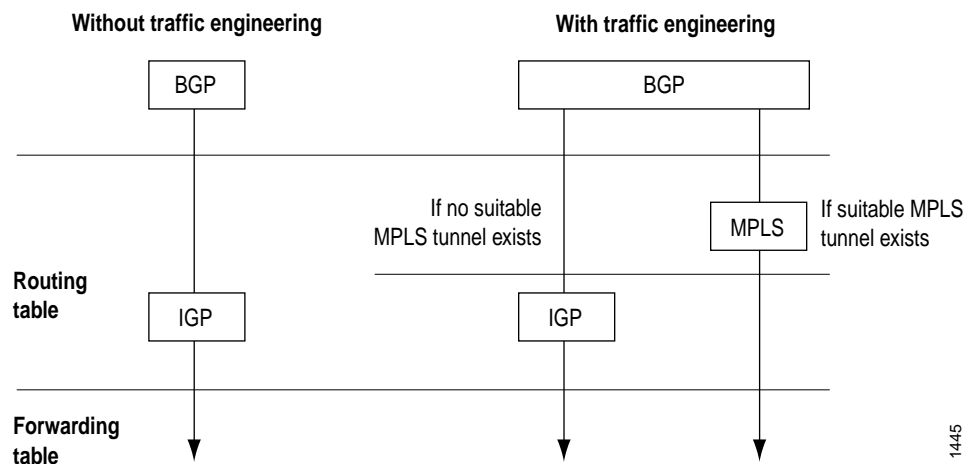 Without traffic engineering
With traffic engineering
BGP
BGP
If no suitable
MPLS tunnel exists
MPLS
If suitable MPLS
tunnel exists
Routing
table
IGP
IGP
Forwarding
table
1445